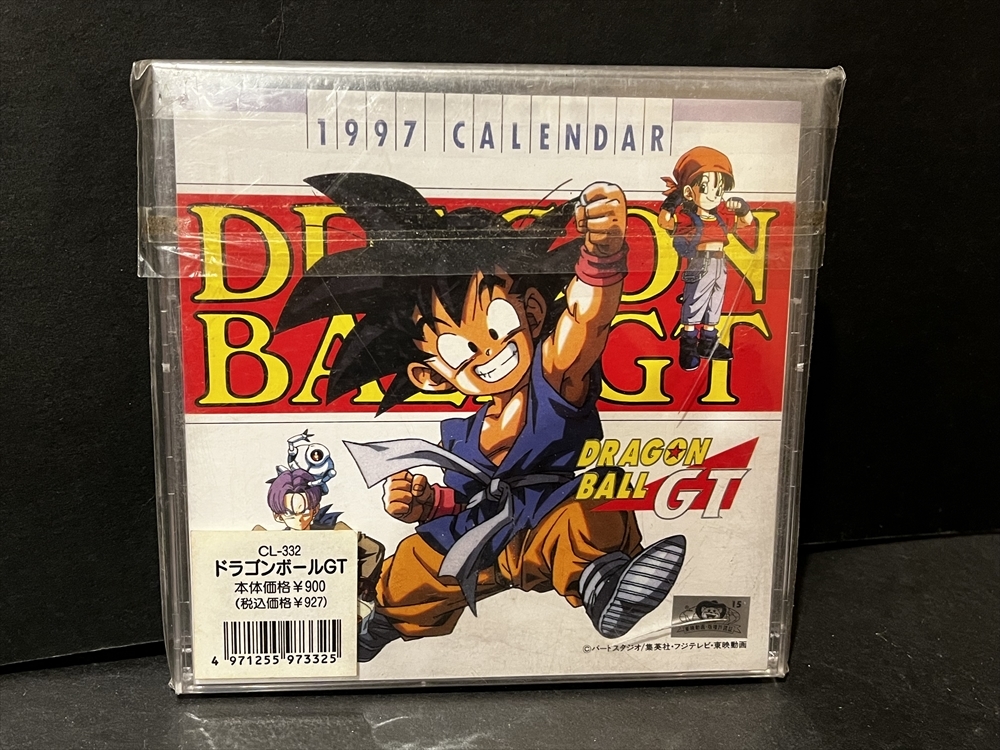 1997 CALENDAR
DRAGON
BALL GT
DRAGON
BALL
GT
CL-332
ドラゴンボールGT
本体価格¥900
(税込価格¥927)
4 971255 973325
15
©バードスタジオ/集英社・フジテレビ・東映動画